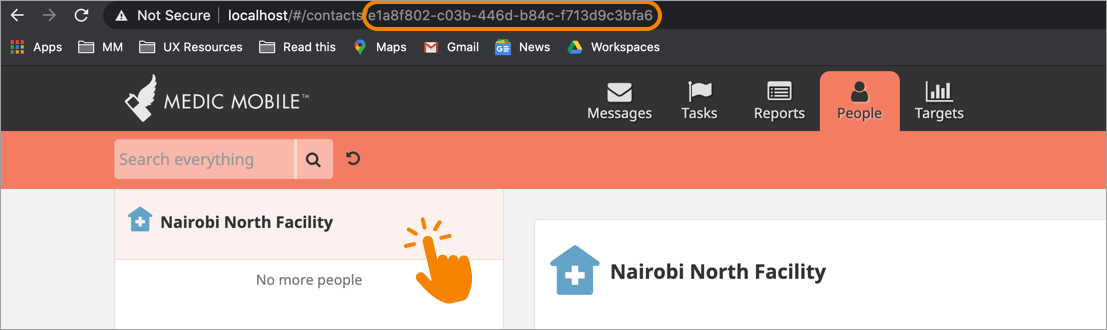 Not Secure | localhost/#/contacts/e1a8f802-c03b-446d-b84c-f713d9c3bfa6
Apps MM UX Resources Read this Maps Gmail News Workspaces
MEDIC MOBILE™ Messages Tasks Reports People Targets
Search everything
Nairobi North Facility
No more people
Nairobi North Facility